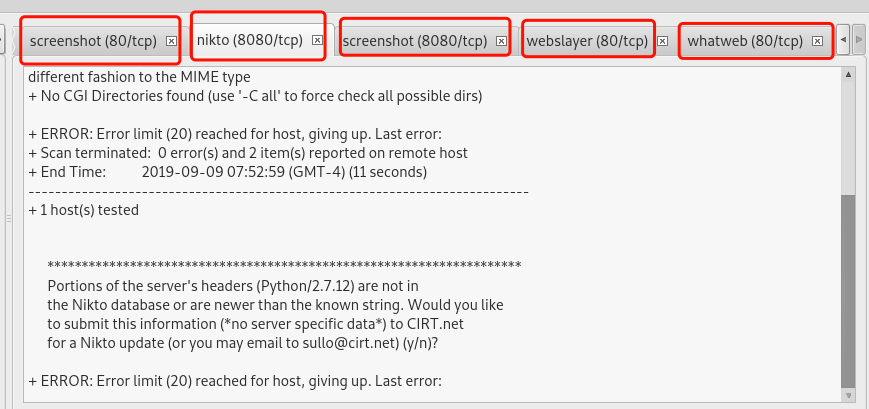 screenshot (80/tcp) nikto (8080/tcp) screenshot (8080/tcp) webslayer (80/tcp) whatweb (80/tcp)
different fashion to the MIME type
+ No CGI Directories found (use '-C all' to force check all possible dirs)
+ ERROR: Error limit (20) reached for host, giving up. Last error:
+ Scan terminated:  0 error(s) and 2 item(s) reported on remote host
+ End Time:          2019-09-09 07:52:59 (GMT-4) (11 seconds)
---------------------------------------------------------------------------
+ 1 host(s) tested
*********************************************************************
Portions of the server's headers (Python/2.7.12) are not in
the Nikto database or are newer than the known string. Would you like
to submit this information (*no server specific data*) to CIRT.net
for a Nikto update (or you may email to sullo@cirt.net) (y/n)?
+ ERROR: Error limit (20) reached for host, giving up. Last error: